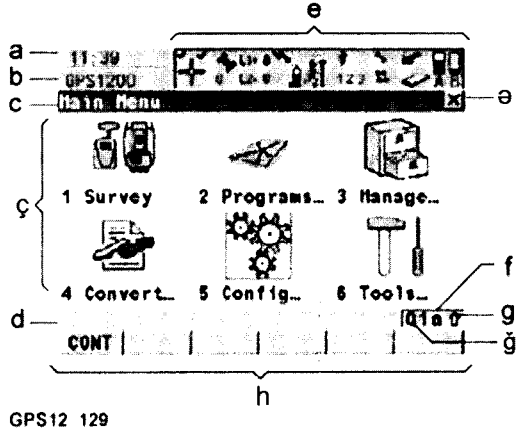 e
a 11:39
b GPS1200
c Main Menu ə
ç
1 Survey 2 Programs… 3 Manage…
4 Convert… 5 Config… 6 Tools…
f
d g
ğ
CONT
h
GPS12 129